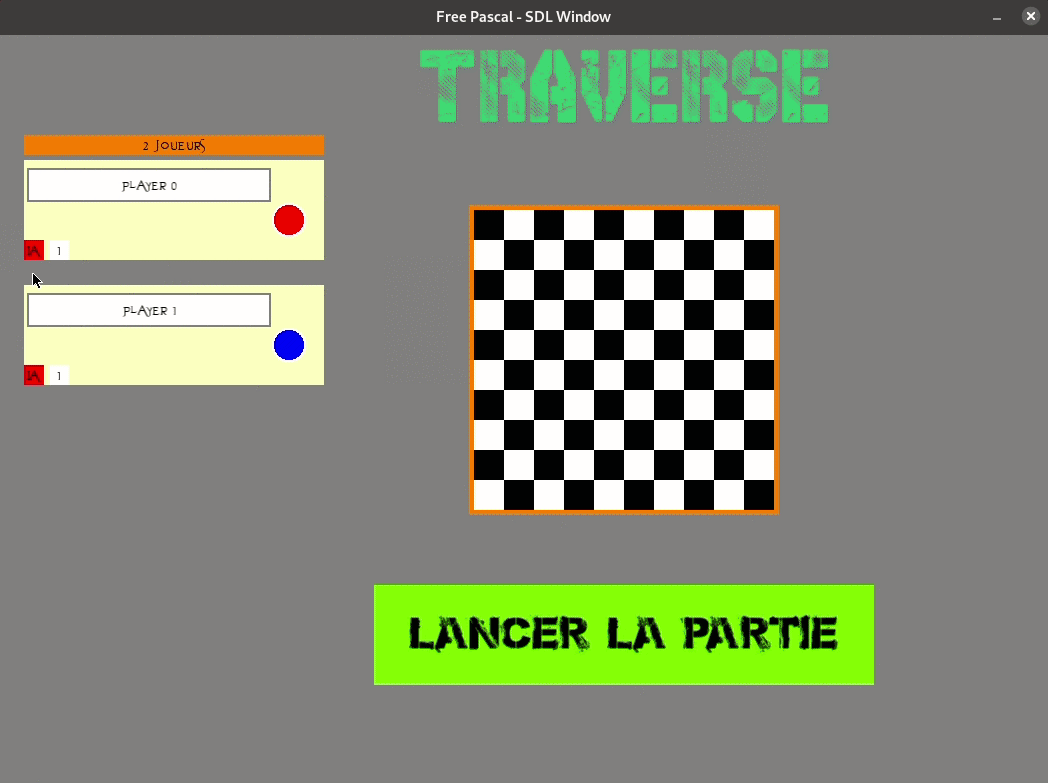 Free Pascal - SDL Window
TRAVERSE
2 JOUEURS
PLAYER 0
IA 1
PLAYER 1
IA 1
LANCER LA PARTIE